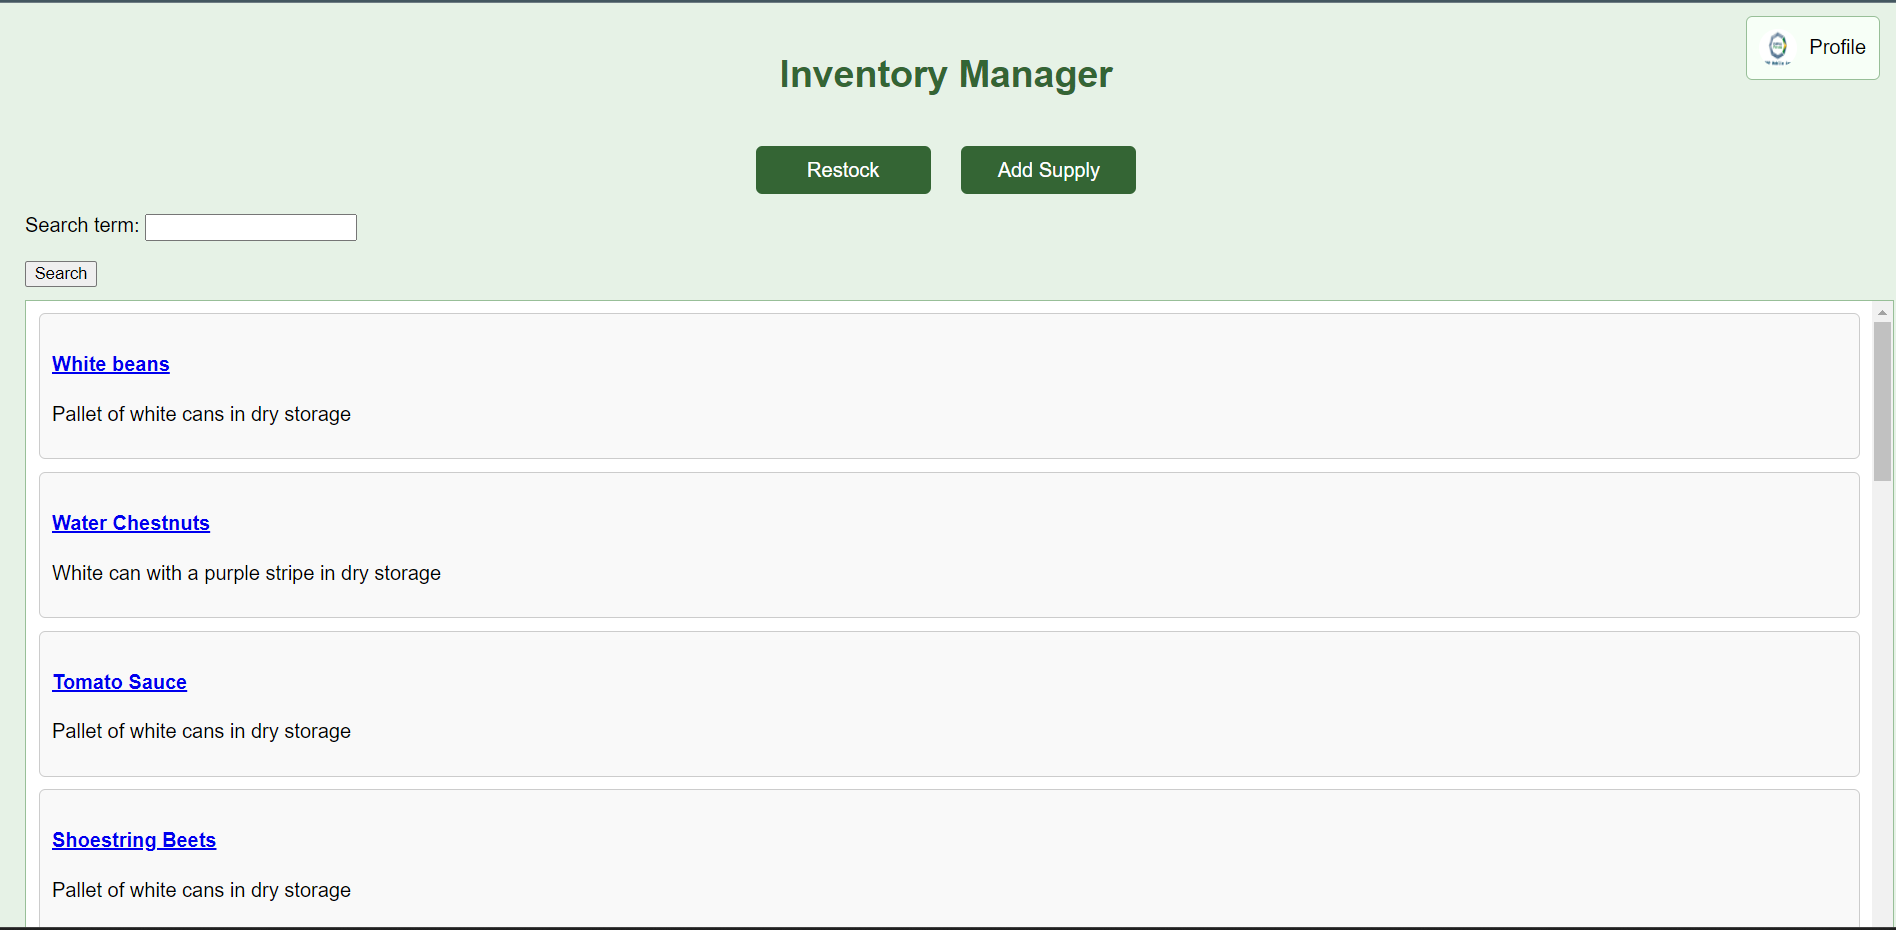 Profile
Inventory Manager
Restock Add Supply
Search term:
Search
White beans
Pallet of white cans in dry storage
Water Chestnuts
White can with a purple stripe in dry storage
Tomato Sauce
Pallet of white cans in dry storage
Shoestring Beets
Pallet of white cans in dry storage